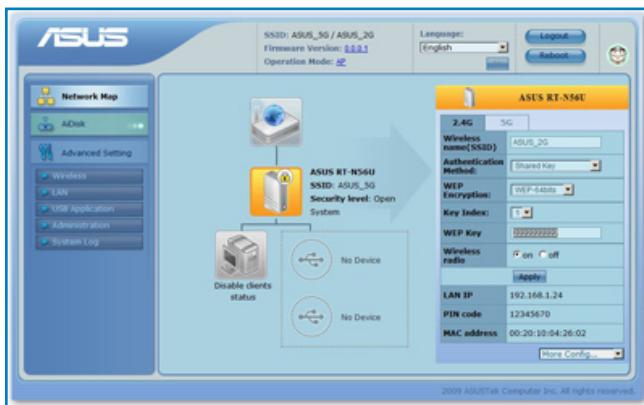 ASUS
SSID: ASUS_5G / ASUS_2G
Firmware Version: 0.0.0.1
Operation Mode: AP
Language:
English
Logout
Reboot
Network Map
AiDisk
Advanced Setting
Wireless
LAN
USB Application
Administration
System Log
ASUS RT-N56U
SSID: ASUS_5G
Security level: Open
System
Disable clients
status
No Device
No Device
ASUS RT-N56U
2.4G 5G
Wireless
name(SSID) ASUS_2G
Authentication
Method: Shared Key
WEP
Encryption: WEP-64bits
Key Index: 1
WEP Key
Wireless
radio on off
Apply
LAN IP 192.168.1.24
PIN code 12345670
MAC address 00:20:10:04:26:02
More Config...
2009 ASUSTek Computer Inc. All rights reserved.